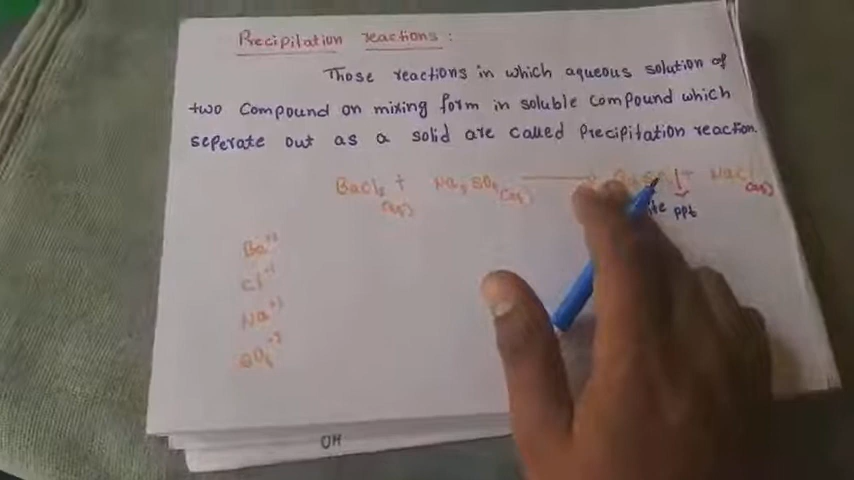 Precipitation reactions :
Those reactions in which aqueous solution of
two Compound on mixing form in soluble Compound which
seperate out as a solid are called Precipitation reaction.
BaCl₂ + Na₂ SO₄ → + NaCl
(aq) (aq) (aq)
ppt
Ba⁺²
Cl⁻¹
Na⁺¹
SO₄⁻²
OH